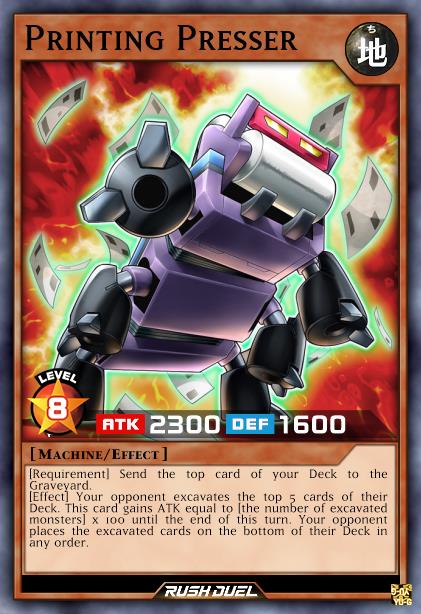 PRINTING PRESSER
ち
地
LEVEL
8
ATK 2300 DEF 1600
[MACHINE/EFFECT]
[Requirement] Send the top card of your Deck to the
Graveyard.
[Effect] Your opponent excavates the top 5 cards of their
Deck. This card gains ATK equal to [the number of excavated
monsters] x 100 until the end of this turn. Your opponent
places the excavated cards on the bottom of their Deck in
any order.
RUSH DUEL